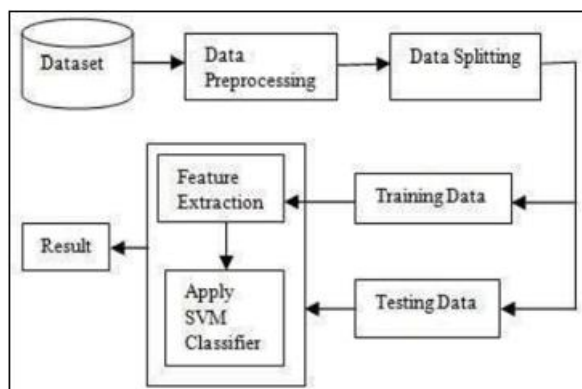 Dataset
Data
Preprocessing
Data Splitting
Feature
Extraction
Training Data
Result
Apply
SVM
Classifier
Testing Data